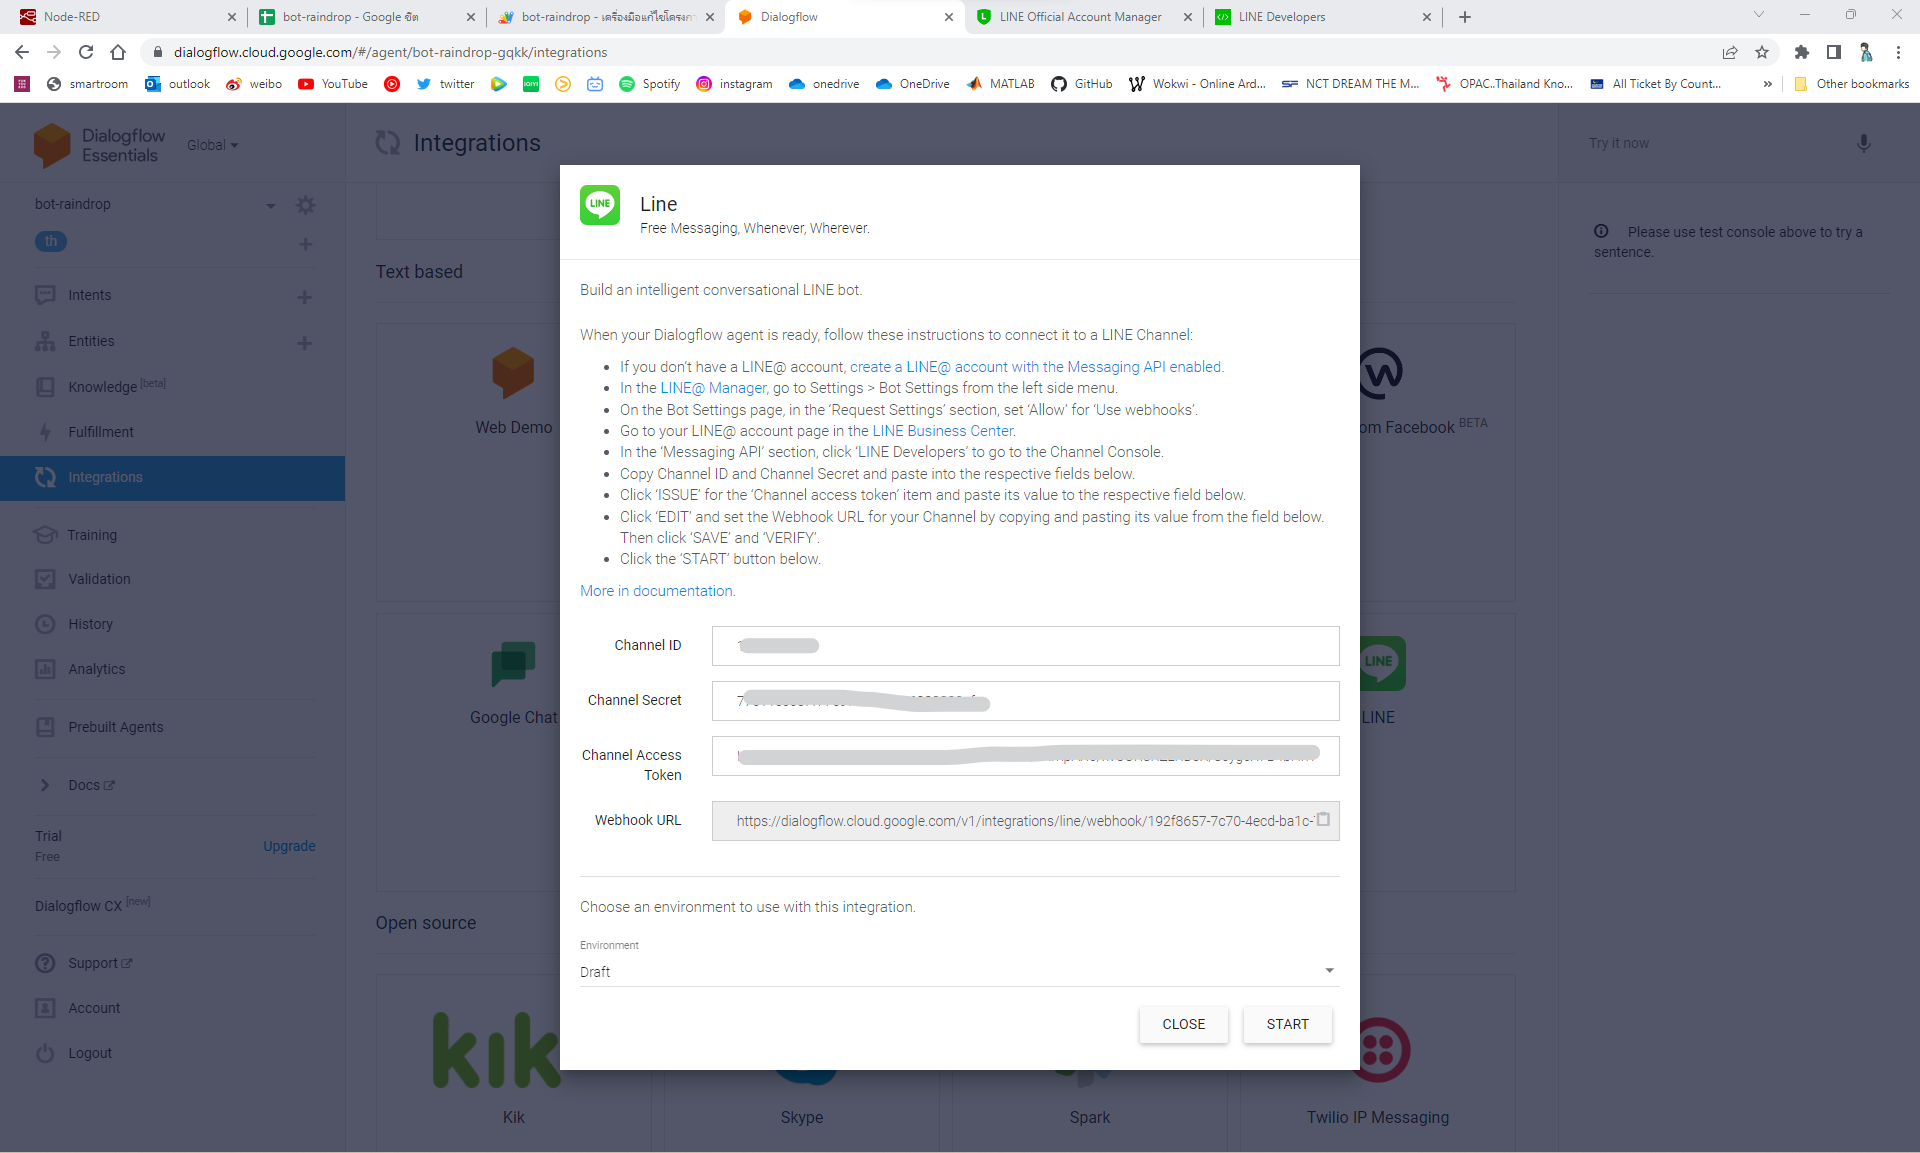 Node-RED
bot-raindrop - Google ชีต
bot-raindrop - เครื่องมือแก้ไขโครงกา
Dialogflow
LINE Official Account Manager
LINE Developers
dialogflow.cloud.google.com/#/agent/bot-raindrop-gqkk/integrations
smartroom
outlook
weibo
YouTube
twitter
Spotify
instagram
onedrive
OneDrive
MATLAB
GitHub
Wokwi - Online Ard...
NCT DREAM THE M...
OPAC..Thailand Kno...
All Ticket By Count...
»
Other bookmarks
Dialogflow
Essentials
Global
Integrations
Try it now
bot-raindrop
th
Please use test console above to try a
sentence.
Intents
Entities
Knowledge [beta]
Fulfillment
Integrations
Training
Validation
History
Analytics
Prebuilt Agents
Docs
Trial
Free
Upgrade
Dialogflow CX [new]
Support
Account
Logout
Text based
Web Demo
om Facebook BETA
Google Chat
LINE
LINE
Open source
kik
Kik
Skype
Spark
Twilio IP Messaging
LINE
Line
Free Messaging, Whenever, Wherever.
Build an intelligent conversational LINE bot.
When your Dialogflow agent is ready, follow these instructions to connect it to a LINE Channel:
• If you don’t have a LINE@ account, create a LINE@ account with the Messaging API enabled.
• In the LINE@ Manager, go to Settings > Bot Settings from the left side menu.
• On the Bot Settings page, in the ‘Request Settings’ section, set ‘Allow’ for ‘Use webhooks’.
• Go to your LINE@ account page in the LINE Business Center.
• In the ‘Messaging API’ section, click ‘LINE Developers’ to go to the Channel Console.
• Copy Channel ID and Channel Secret and paste into the respective fields below.
• Click ‘ISSUE’ for the ‘Channel access token’ item and paste its value to the respective field below.
• Click ‘EDIT’ and set the Webhook URL for your Channel by copying and pasting its value from the field below.
Then click ‘SAVE’ and ‘VERIFY’.
• Click the ‘START’ button below.
More in documentation.
Channel ID
Channel Secret
Channel Access
Token
Webhook URL
https://dialogflow.cloud.google.com/v1/integrations/line/webhook/192f8657-7c70-4ecd-ba1c-
Choose an environment to use with this integration.
Environment
Draft
CLOSE
START